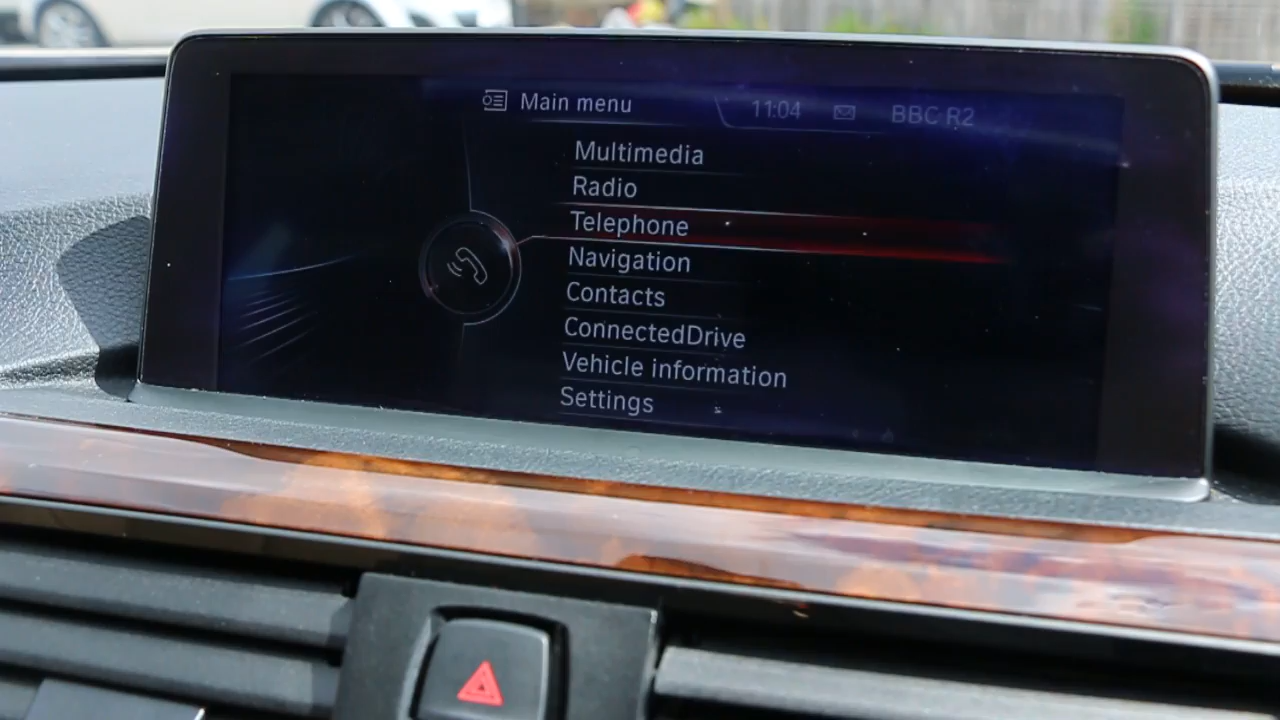 Main menu 11:04 BBC R2
Multimedia
Radio
Telephone
Navigation
Contacts
ConnectedDrive
Vehicle information
Settings